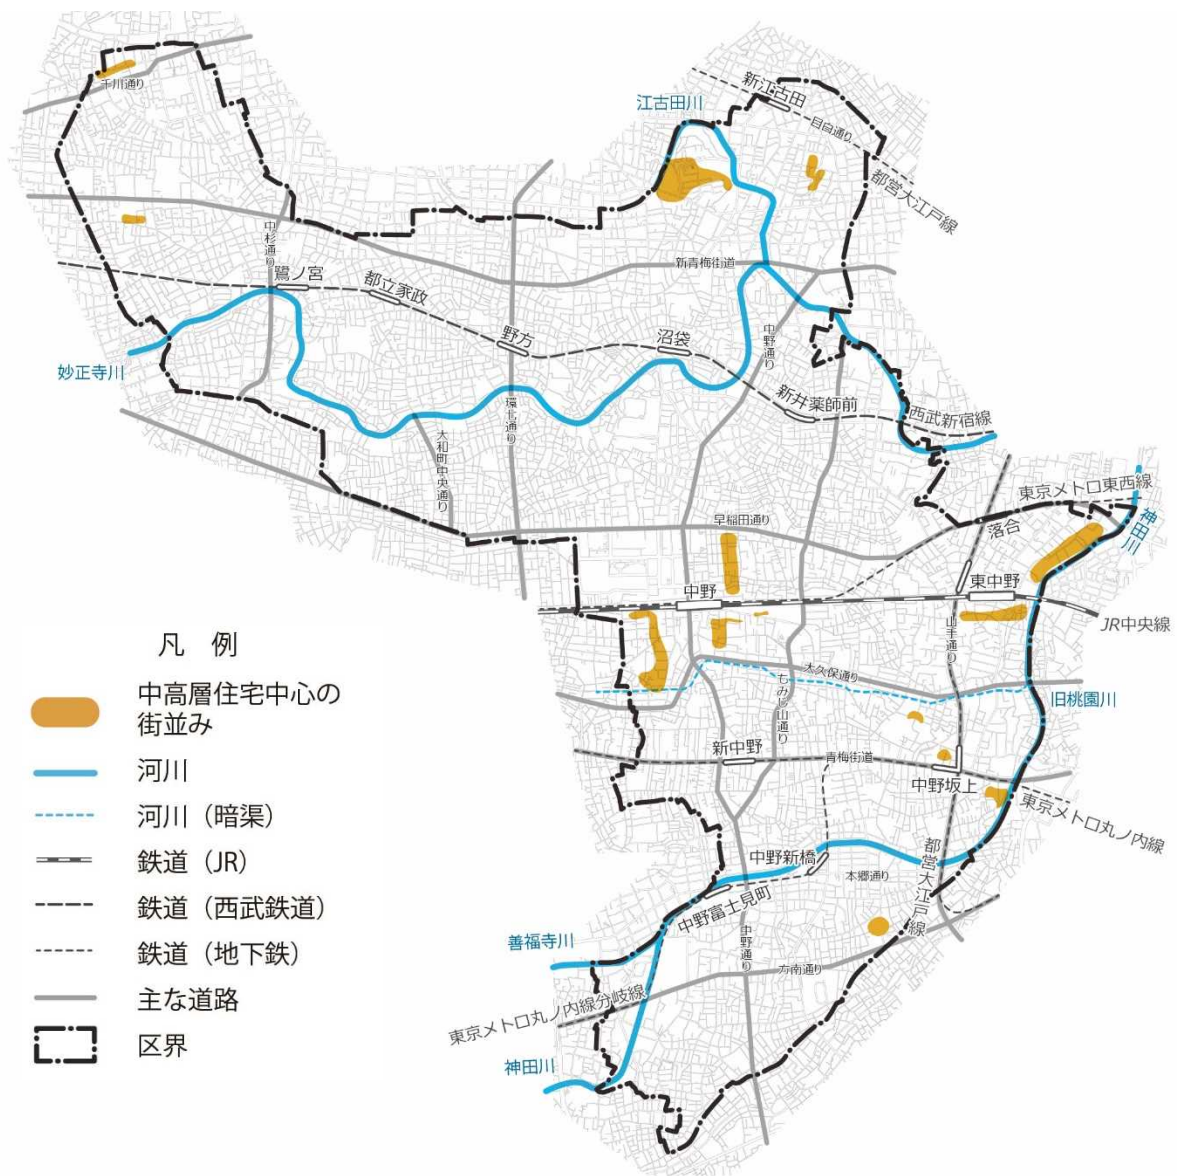 千川通り
江古田川
新江古田
目白通り
都営大江戸線
中杉通り
鷺ノ宮
都立家政
新青梅街道
野方
沼袋
中野通り
妙正寺川
環七通り
新井薬師前
西武新宿線
大和町中央通り
東京メトロ東西線
早稲田通り
落合
神田川
中野
東中野
JR中央線
山手通り
大久保通り
もみじ山通り
旧桃園川
新中野
青梅街道
中野坂上
東京メトロ丸ノ内線
中野新橋
本郷通り
都営大江戸線
中野富士見町
善福寺川
中野通り
方南通り
東京メトロ丸ノ内線分岐線
神田川
凡 例
中高層住宅中心の
街並み
河川
河川（暗渠）
鉄道（JR）
鉄道（西武鉄道）
鉄道（地下鉄）
主な道路
区界